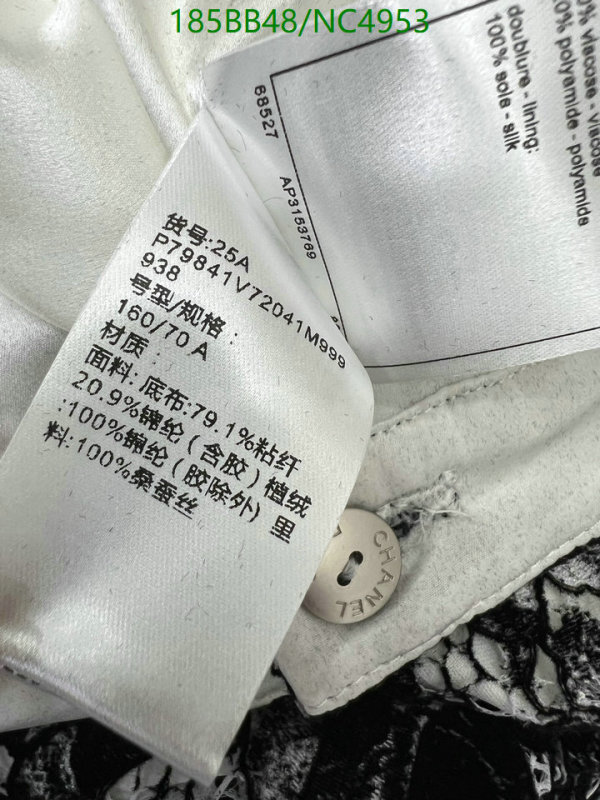 185BB48/NC4953
0% viscose - viscose
0% polyamide - polyamide
doublure - lining:
100% soie - silk
68527
AP3153769
货号:25A
P79841V72041M999
938
号型/规格:
160/70 A
材质:
面料: 底布:79.1%粘纤
20.9%锦纶(含胶)植绒
:100%锦纶(胶除外) 里
料:100%桑蚕丝
CHANEL